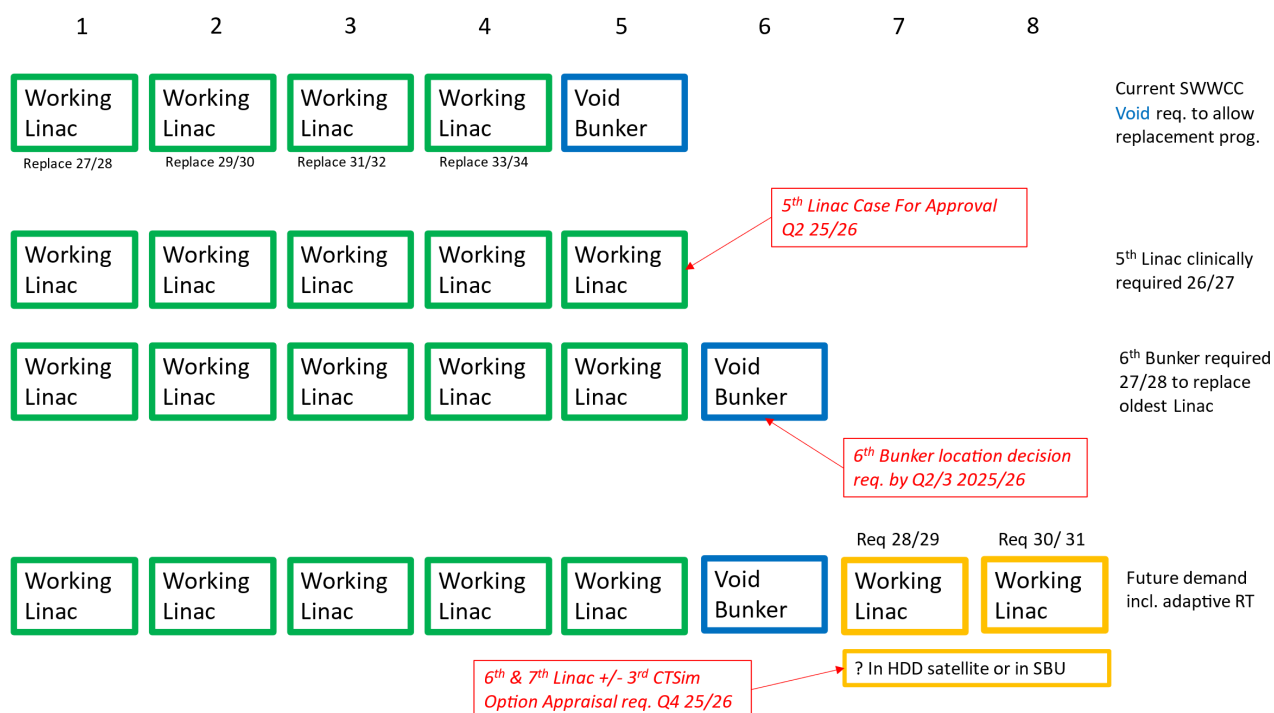 1 2 3 4 5 6 7 8
Working Working Working Working Void
Linac Linac Linac Linac Bunker
Replace 27/28 Replace 29/30 Replace 31/32 Replace 33/34
Current SWWCC
Void req. to allow
replacement prog.
5th Linac Case For Approval
Q2 25/26
Working Working Working Working Working
Linac Linac Linac Linac Linac
5th Linac clinically
required 26/27
Working Working Working Working Working Void
Linac Linac Linac Linac Linac Bunker
6th Bunker required
27/28 to replace
oldest Linac
6th Bunker location decision
req. by Q2/3 2025/26
Req 28/29 Req 30/ 31
Working Working Working Working Working Void Working Working
Linac Linac Linac Linac Linac Bunker Linac Linac
Future demand
incl. adaptive RT
? In HDD satellite or in SBU
6th & 7th Linac +/- 3rd CTSim
Option Appraisal req. Q4 25/26